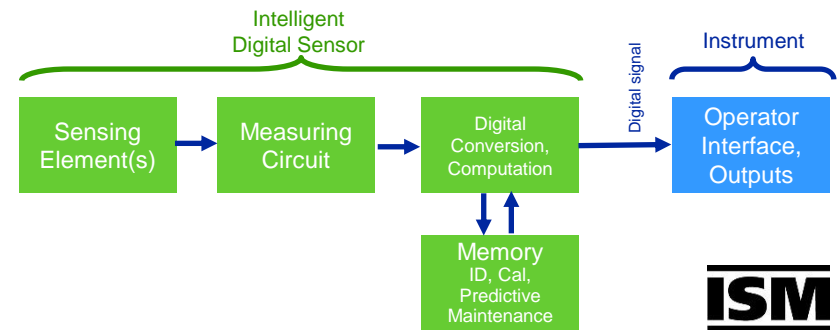 Intelligent
Digital Sensor
Instrument
Digital signal
Sensing
Element(s)
Measuring
Circuit
Digital
Conversion,
Computation
Operator
Interface,
Outputs
Memory
ID, Cal,
Predictive
Maintenance
ISM